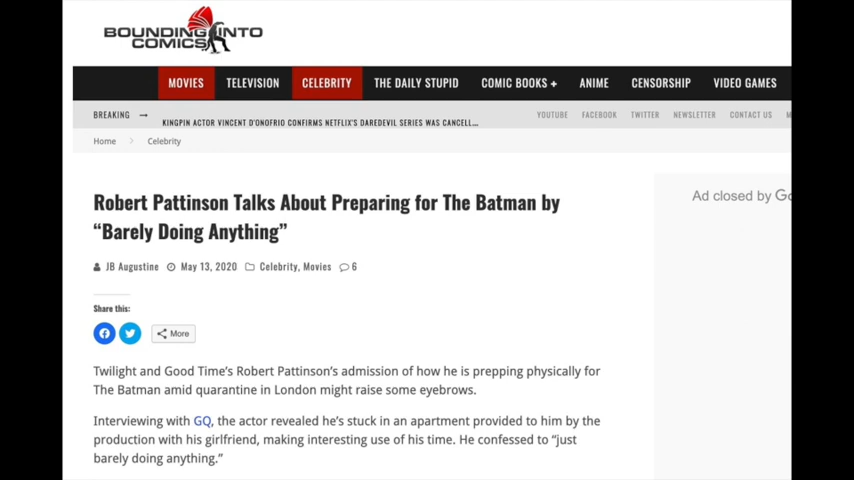 BOUNDING INTO
COMICS
MOVIES TELEVISION CELEBRITY THE DAILY STUPID COMIC BOOKS + ANIME CENSORSHIP VIDEO GAMES
BREAKING → KINGPIN ACTOR VINCENT D'ONOFRIO CONFIRMS NETFLIX'S DAREDEVIL SERIES WAS CANCELL... YOUTUBE FACEBOOK TWITTER NEWSLETTER CONTACT US M
Home > Celebrity
Ad closed by Go
Robert Pattinson Talks About Preparing for The Batman by
“Barely Doing Anything”
JB Augustine May 13, 2020 Celebrity, Movies 6
Share this:
More
Twilight and Good Time’s Robert Pattinson’s admission of how he is prepping physically for
The Batman amid quarantine in London might raise some eyebrows.
Interviewing with GQ, the actor revealed he’s stuck in an apartment provided to him by the
production with his girlfriend, making interesting use of his time. He confessed to “just
barely doing anything.”